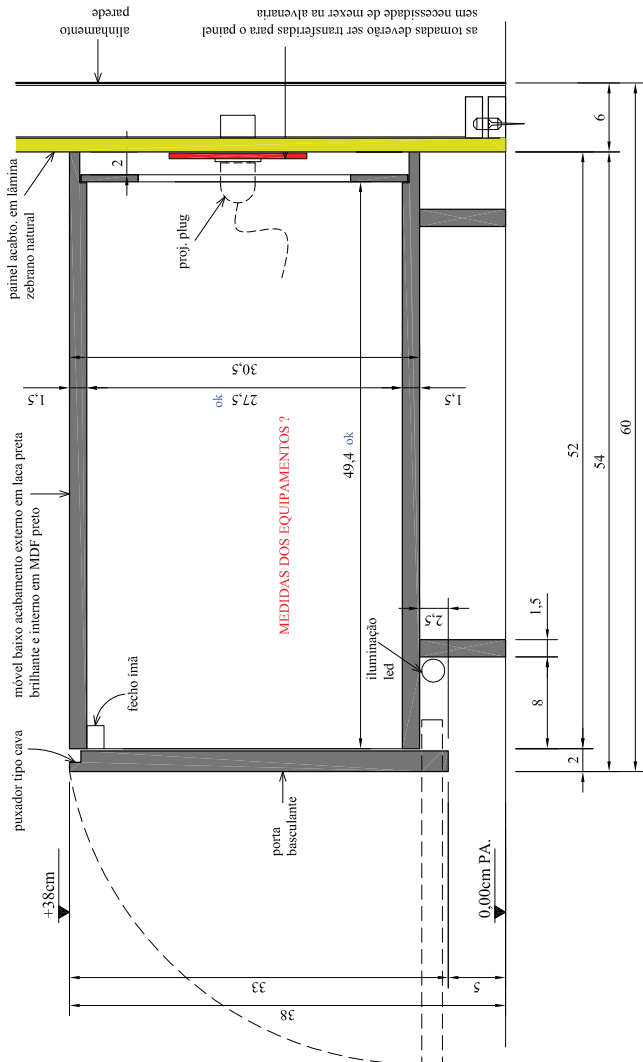 alinhamento
parede
as tomadas deverão ser transferidas para o painel
sem necessidade de mexer na alvenaria
painel acabto. em lâmina
zebrano natural
2
6
proj. plug
móvel baixo acabamento externo em laca preta
brilhante e interno em MDF preto
1,5
27,5 ok
30,5
1,5
MEDIDAS DOS EQUIPAMENTOS ?
49,4 ok
52
54
60
puxador tipo cava
fecho imã
iluminação
led
2,5
1,5
8
2
porta
basculante
+38cm
0,00cm PA.
33
5
38